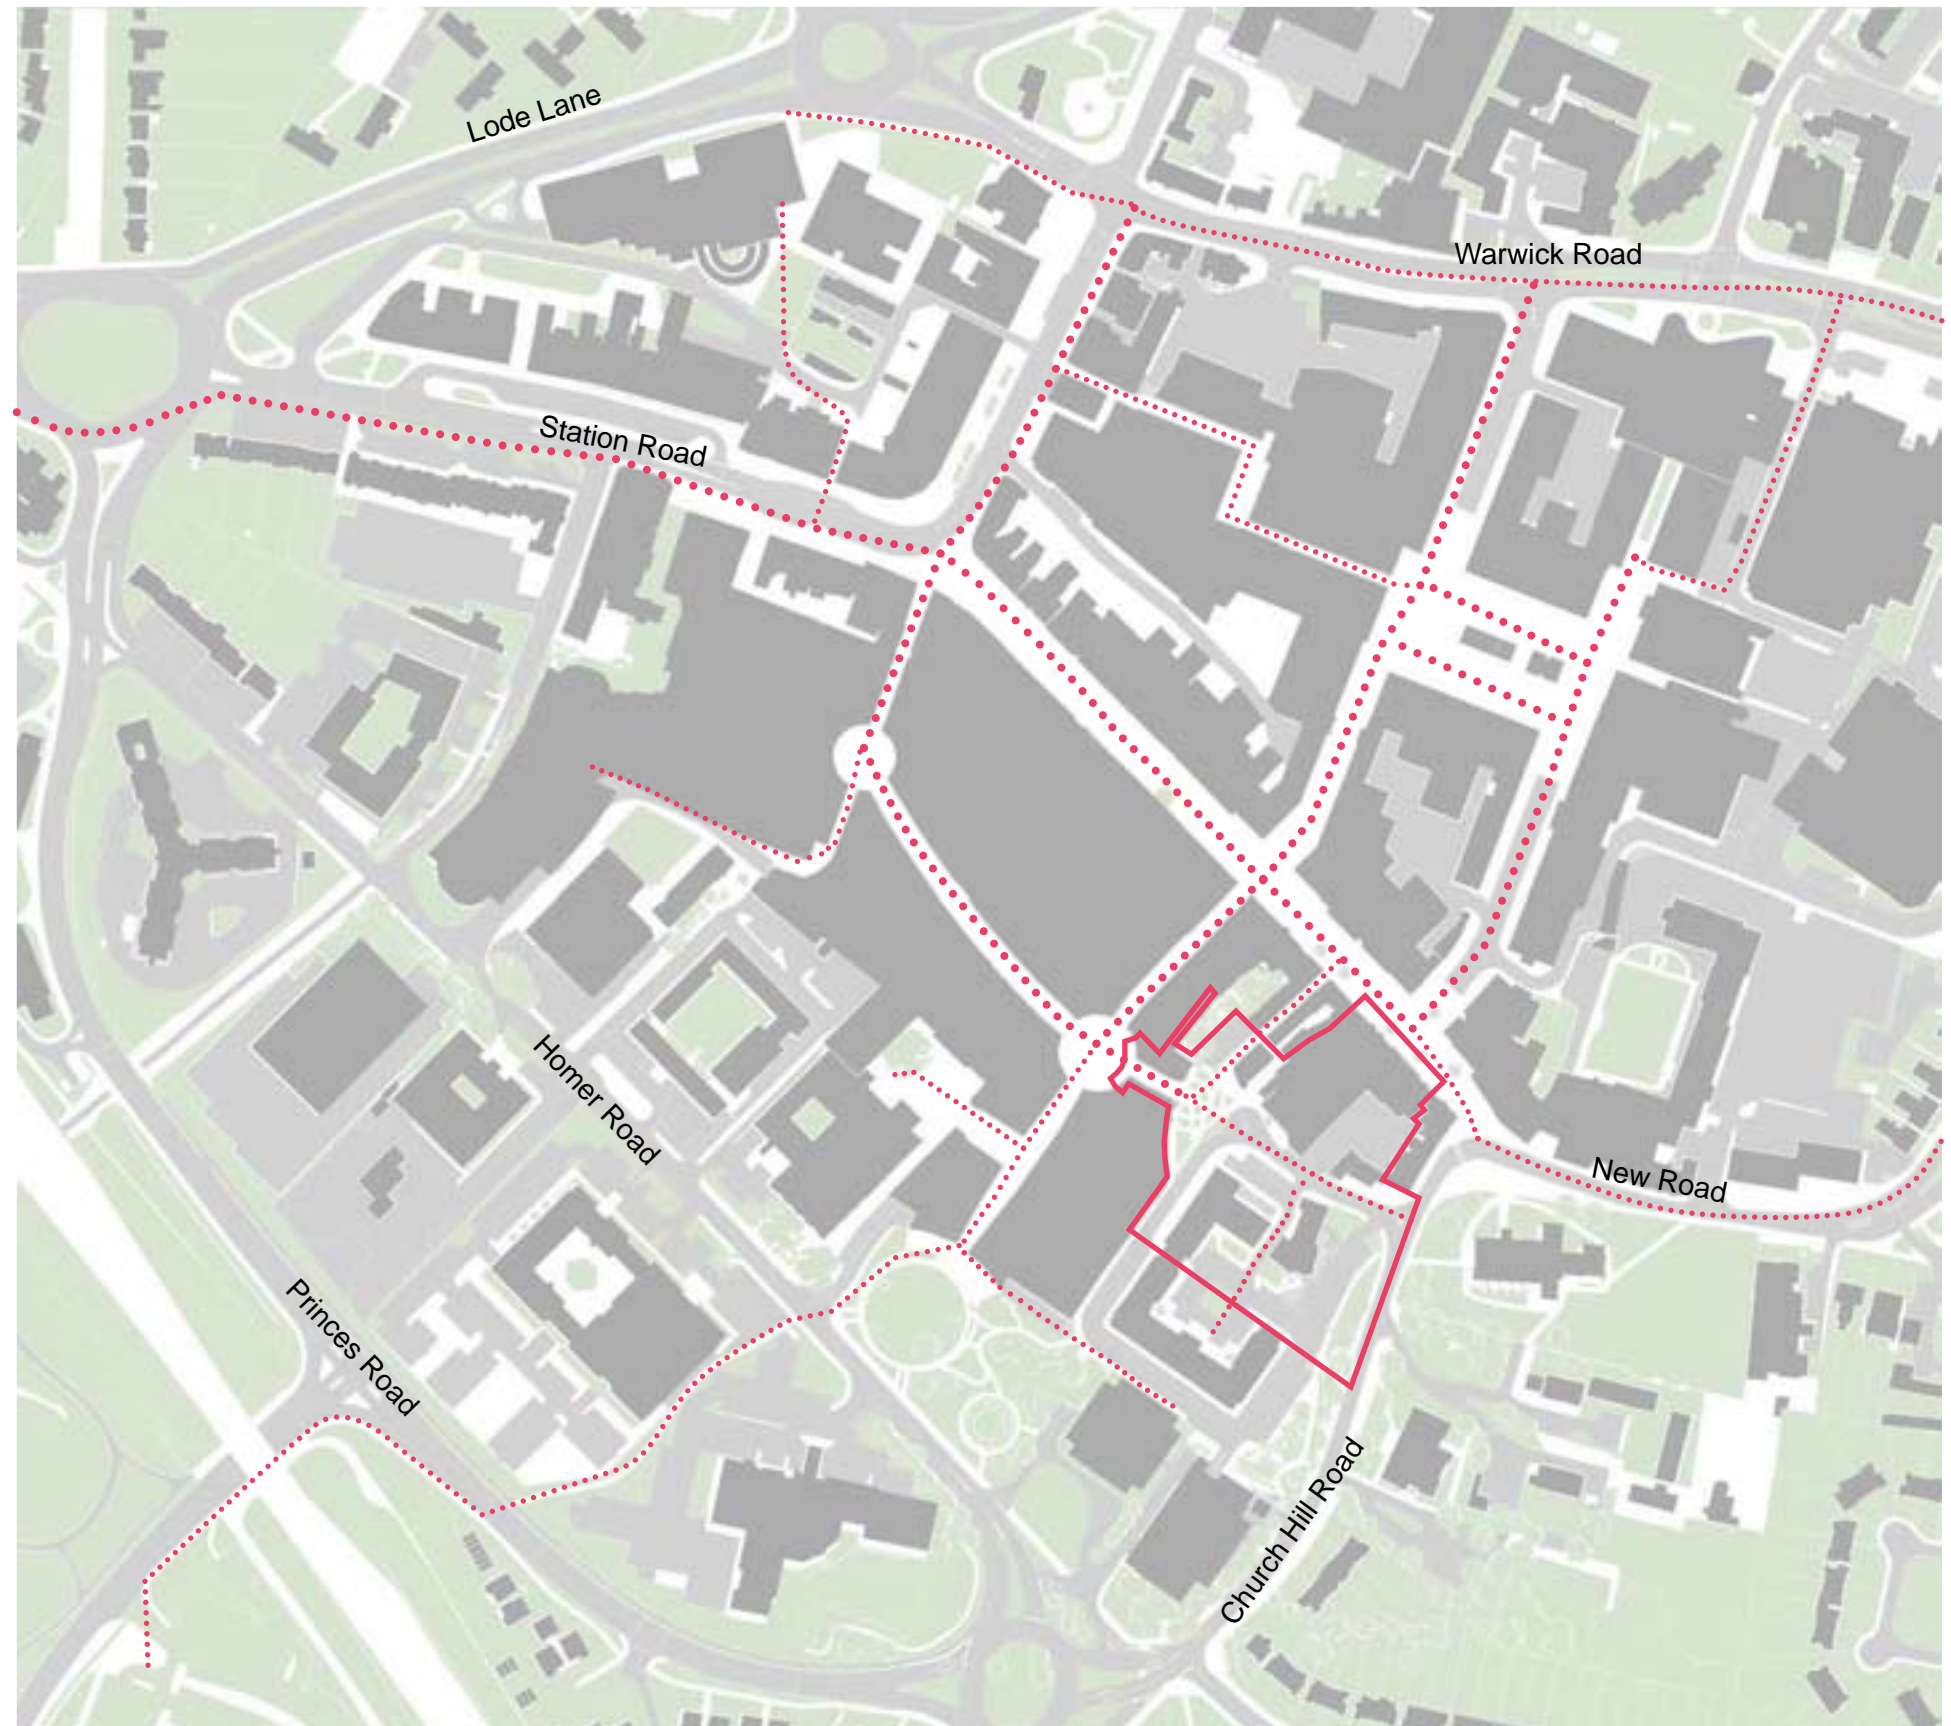 Lode Lane
Warwick Road
Station Road
Homer Road
New Road
Princes Road
Church Hill Road